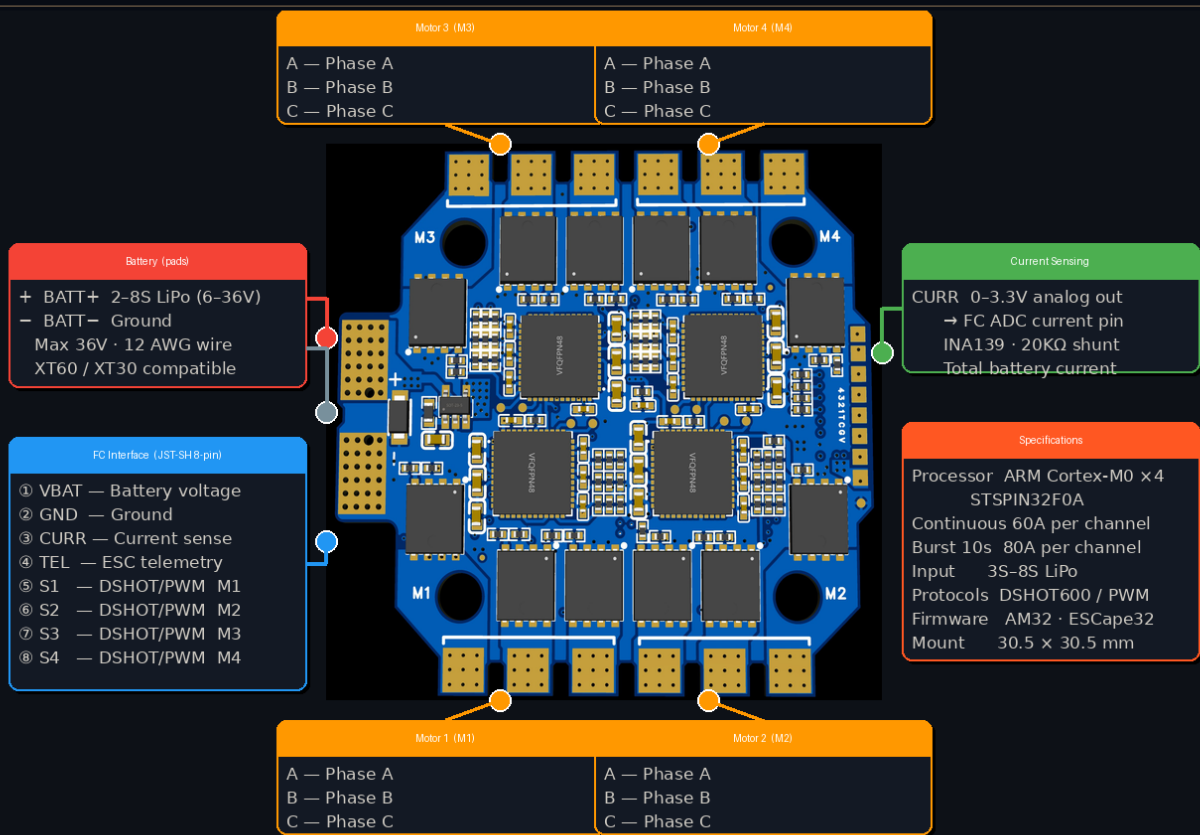 Motor 3 (M3)
A — Phase A
B — Phase B
C — Phase C
Motor 4 (M4)
A — Phase A
B — Phase B
C — Phase C
Battery (pads)
+ BATT+ 2–8S LiPo (6–36V)
− BATT− Ground
Max 36V · 12 AWG wire
XT60 / XT30 compatible
FC Interface (JST-SH 8-pin)
① VBAT — Battery voltage
② GND — Ground
③ CURR — Current sense
④ TEL — ESC telemetry
⑤ S1 — DSHOT/PWM M1
⑥ S2 — DSHOT/PWM M2
⑦ S3 — DSHOT/PWM M3
⑧ S4 — DSHOT/PWM M4
M3
M4
VFQFPN48
VFQFPN48
+
4321TCGV
-
VFQFPN48
VFQFPN48
M1
M2
Current Sensing
CURR 0–3.3V analog out
→ FC ADC current pin
INA139 · 20KΩ shunt
Total battery current
Specifications
Processor ARM Cortex-M0 ×4
STSPIN32F0A
Continuous 60A per channel
Burst 10s 80A per channel
Input 3S–8S LiPo
Protocols DSHOT600 / PWM
Firmware AM32 · ESCape32
Mount 30.5 × 30.5 mm
Motor 1 (M1)
A — Phase A
B — Phase B
C — Phase C
Motor 2 (M2)
A — Phase A
B — Phase B
C — Phase C